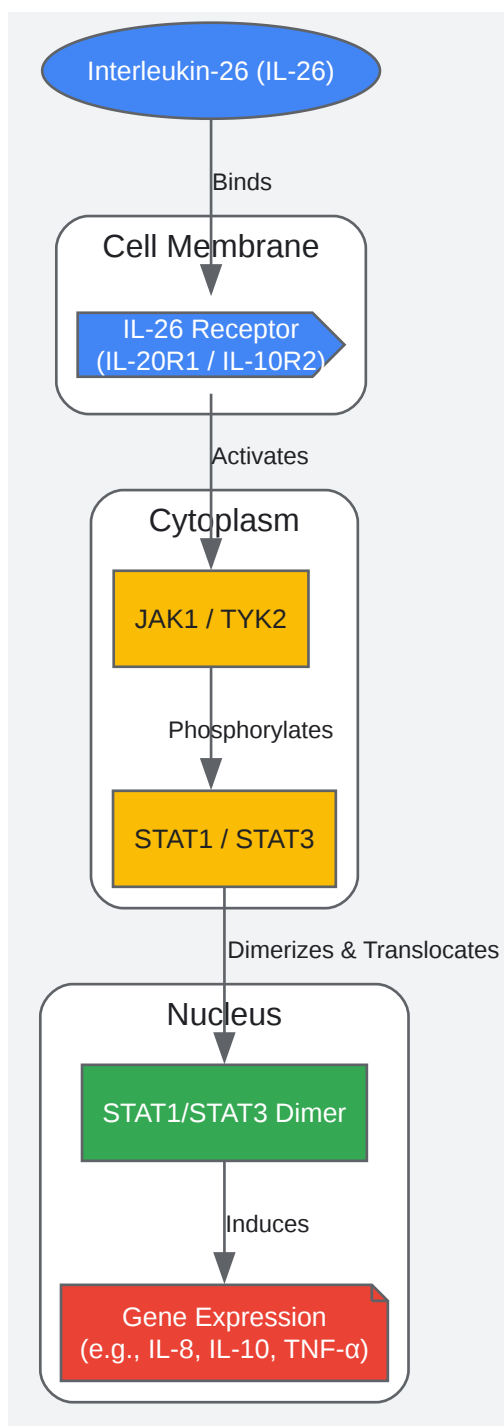 Interleukin-26 (IL-26)
Binds
Cell Membrane
IL-26 Receptor
(IL-20R1 / IL-10R2)
Activates
Cytoplasm
JAK1 / TYK2
Phosphorylates
STAT1 / STAT3
Dimerizes & Translocates
Nucleus
STAT1/STAT3 Dimer
Induces
Gene Expression
(e.g., IL-8, IL-10, TNF-α)